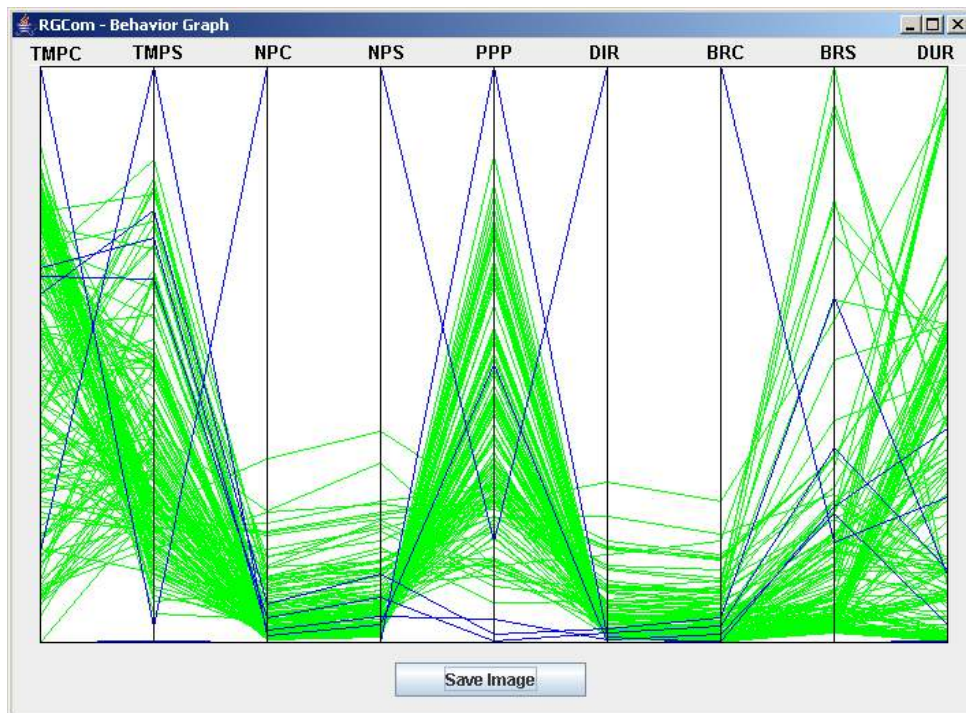 RGCom - Behavior Graph
TMPC TMPS NPC NPS PPP DIR BRC BRS DUR
Save Image